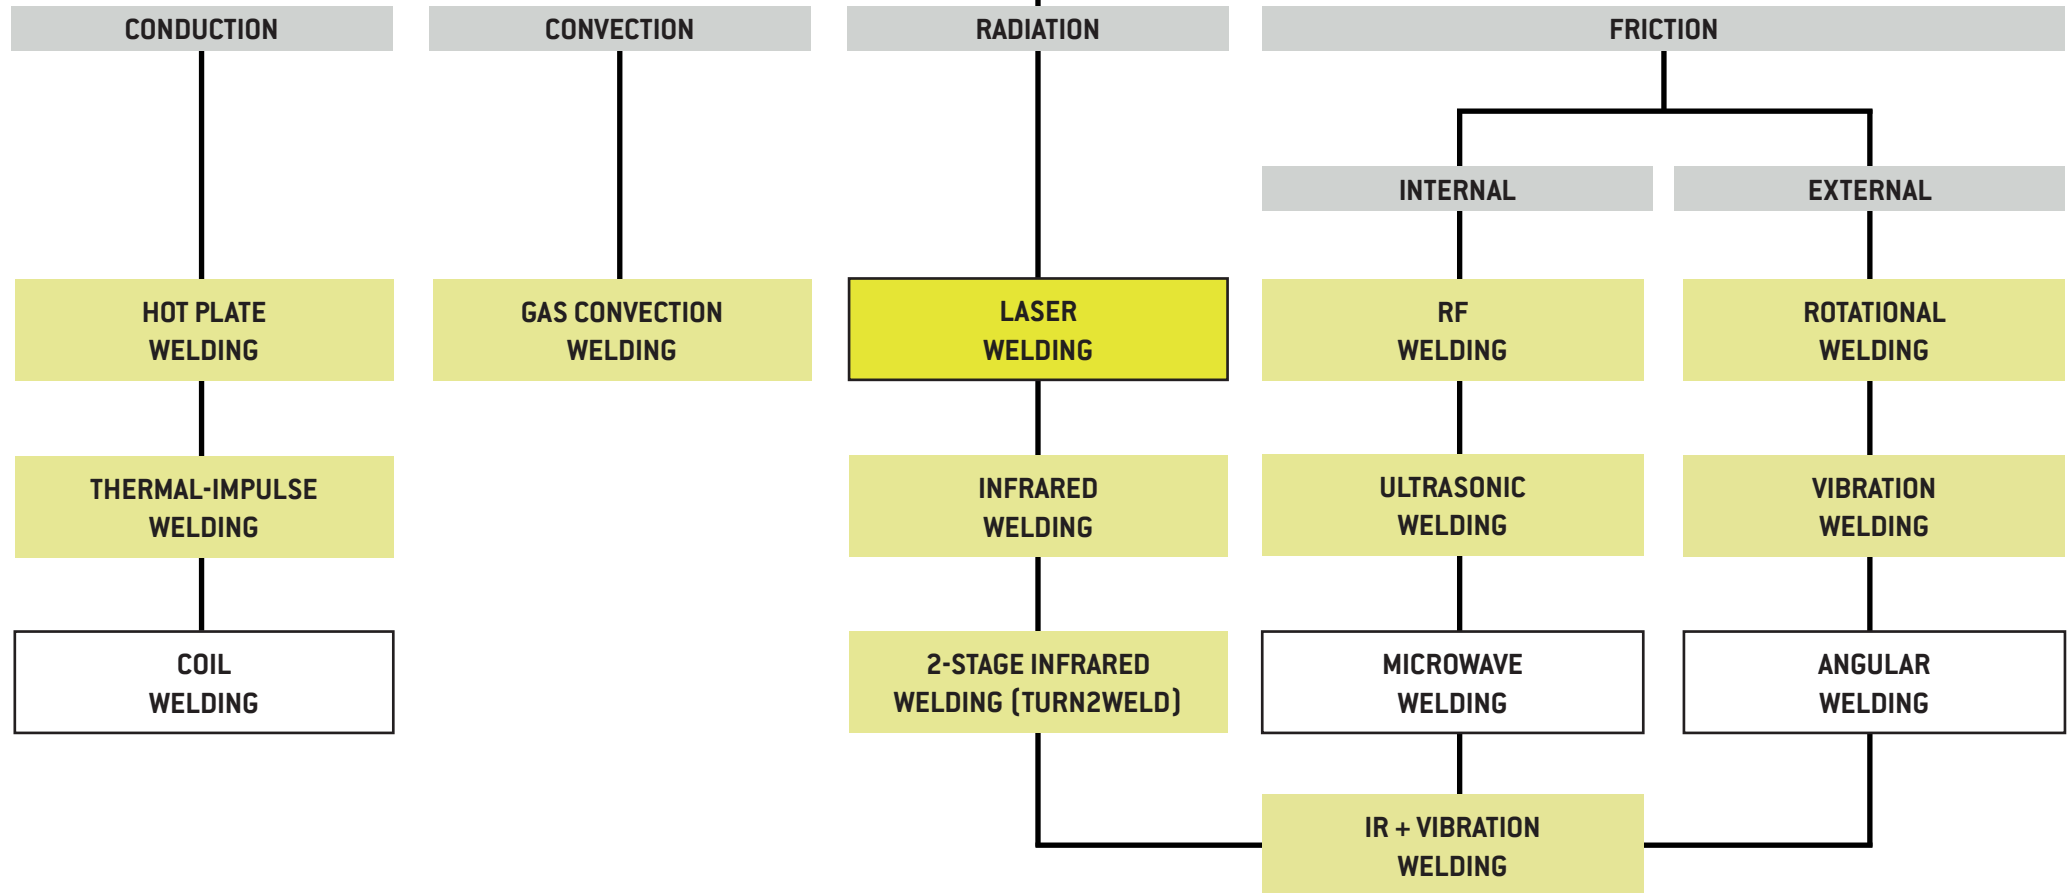 CONDUCTION
CONVECTION
RADIATION
FRICTION
INTERNAL
EXTERNAL
HOT PLATE
WELDING
GAS CONVECTION
WELDING
LASER
WELDING
RF
WELDING
ROTATIONAL
WELDING
THERMAL-IMPULSE
WELDING
INFRARED
WELDING
ULTRASONIC
WELDING
VIBRATION
WELDING
COIL
WELDING
2-STAGE INFRARED
WELDING (TURN2WELD)
MICROWAVE
WELDING
ANGULAR
WELDING
IR + VIBRATION
WELDING